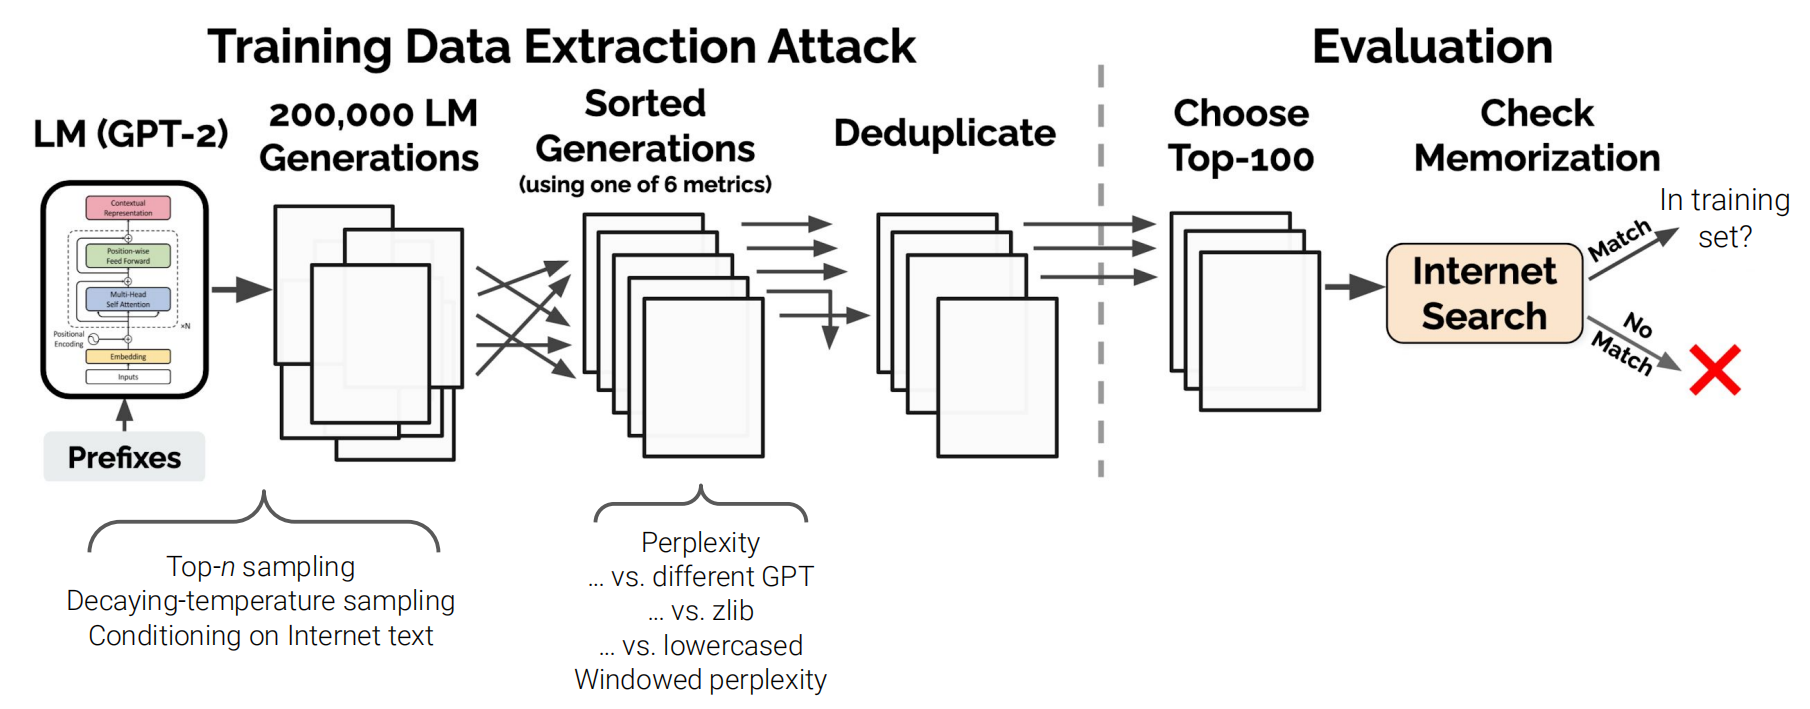 Training Data Extraction Attack
Evaluation
LM (GPT-2)
200,000 LM
Generations
Sorted
Generations
(using one of 6 metrics)
Deduplicate
Choose
Top-100
Check
Memorization
Contextual
Representation
Position-wise
Feed Forward
Multi-Head
Self Attention
×N
Positional
Encoding
Embedding
Inputs
Prefixes
Internet
Search
Match
In training
set?
No
Match
Top-n sampling
Decaying-temperature sampling
Conditioning on Internet text
Perplexity
... vs. different GPT
... vs. zlib
... vs. lowercased
Windowed perplexity